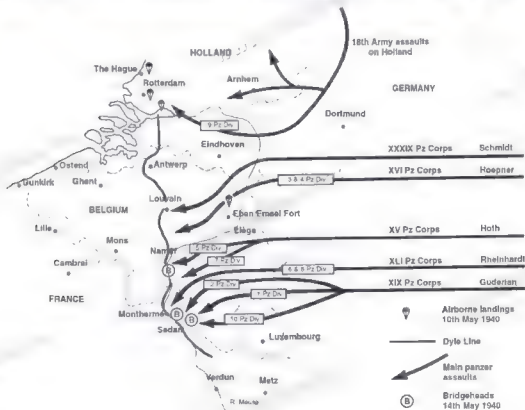 HOLLAND
18th Army assaults
on Holland
The Hague
Rotterdam
Arnhem
GERMANY
9 Pz Div
Dortmund
Eindhoven
XXXIX Pz Corps Schmidt
Ostend
Antwerp
XVI Pz Corps Hoepner
Dunkirk
Ghent
3 & 4 Pz Div
Louvain
BELGIUM
Eben Emael Fort
Lille
Liège
XV Pz Corps Hoth
Mons
Namur
5 Pz Div
7 Pz Div
Cambrai
XLI Pz Corps Rheinhardt
6 & 8 Pz Div
B
2 Pz Div
XIX Pz Corps Guderian
FRANCE
1 Pz Div
Montherme
B
B
10 Pz Div
Sedan
Luxembourg
Airborne landings
10th May 1940
Dyle Line
Verdun
Metz
Main panzer
assaults
R. Meuse
B
Bridgeheads
14th May 1940